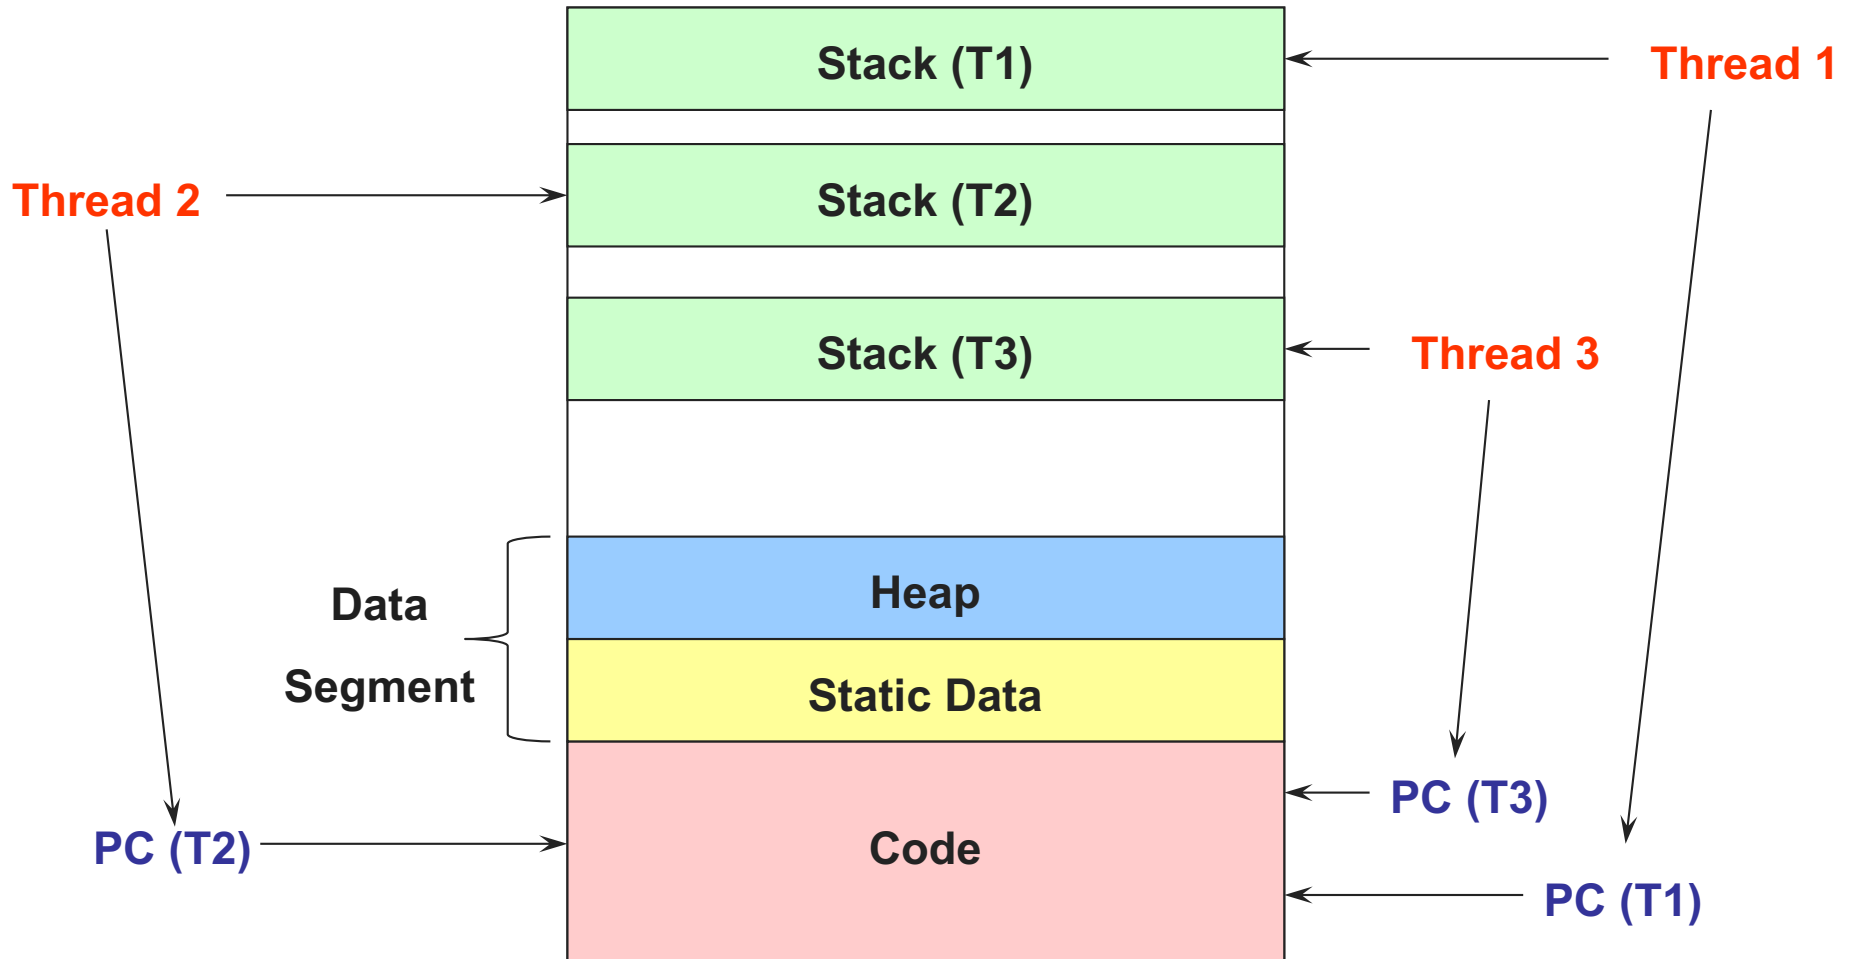 Stack (T1)
Thread 1
Thread 2
Stack (T2)
Stack (T3)
Thread 3
Heap
Data
Segment
Static Data
PC (T3)
PC (T2)
Code
PC (T1)